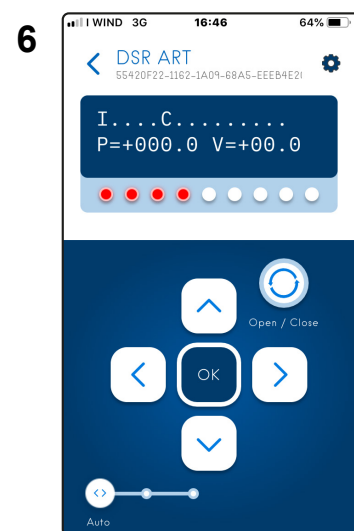 6
I WIND 3G 16:46 64%
DSR ART
55420F22-1162-1A09-68A5-EEEB4E2(
I....C.........
P=+000.0 V=+00.0
Open / Close
OK
Auto